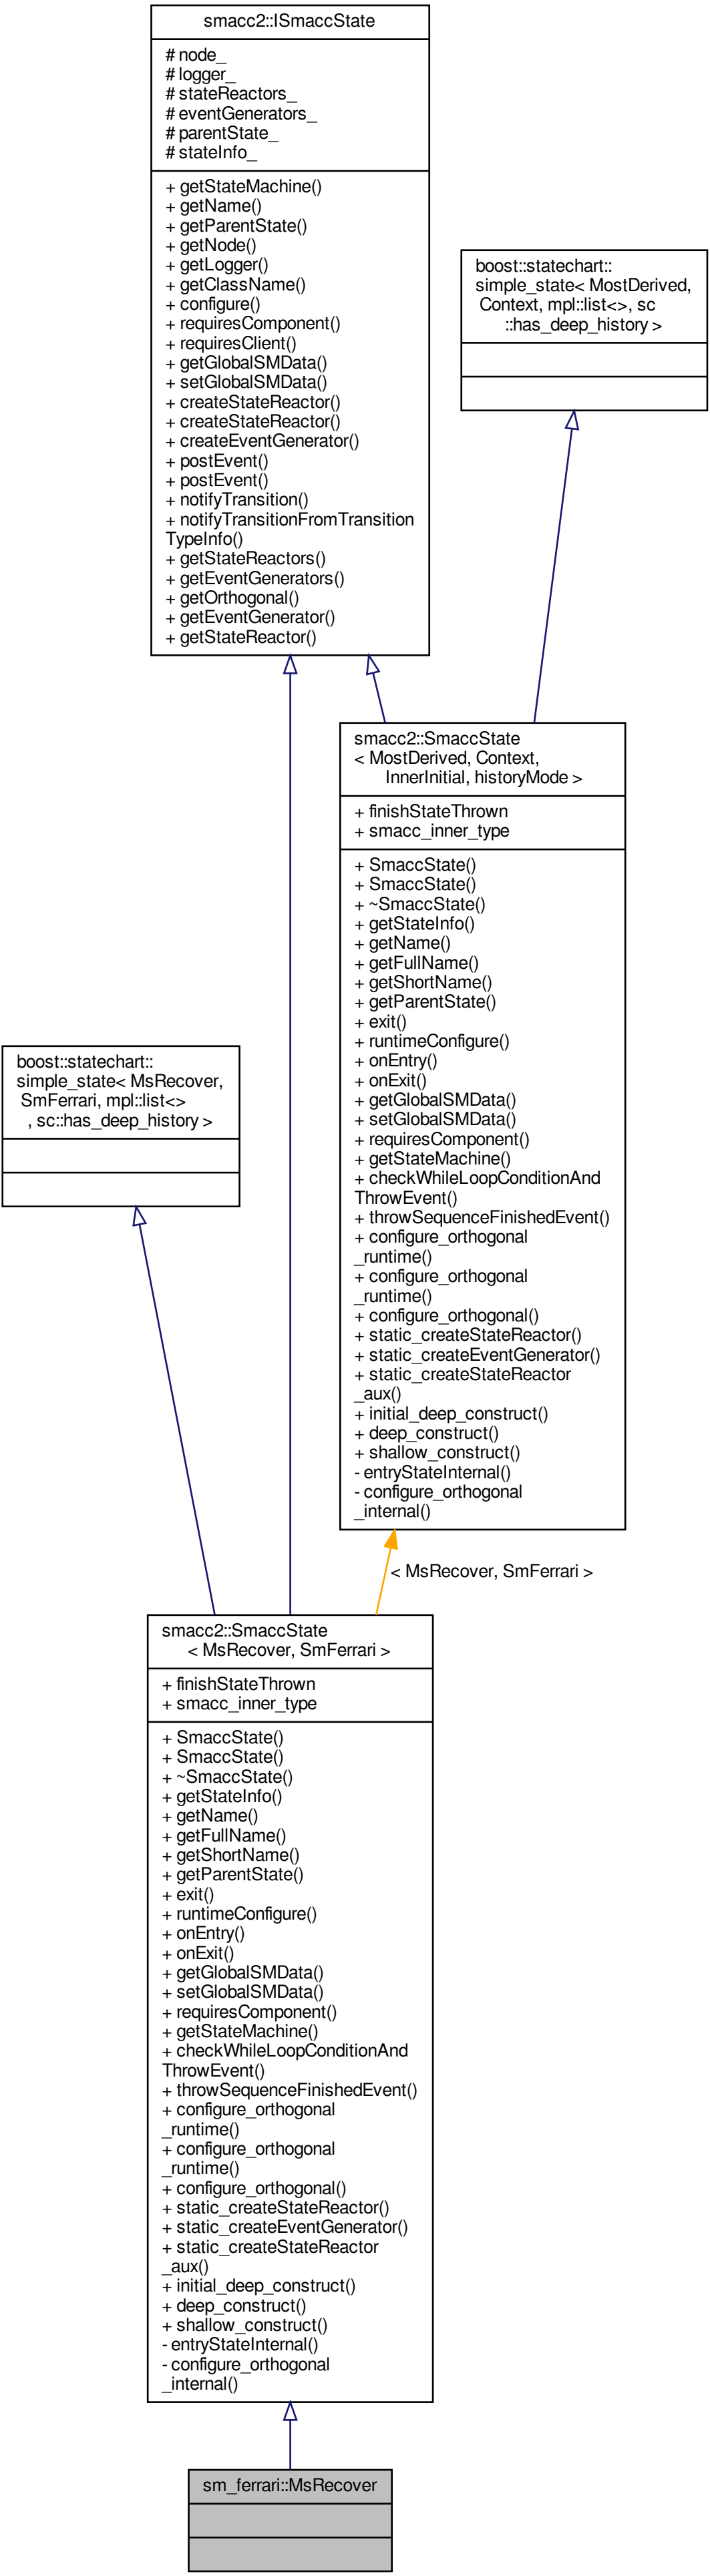 smacc2::ISmaccState
# node_
# logger_
# stateReactors_
# eventGenerators_
# parentState_
# stateInfo_
+ getStateMachine()
+ getName()
+ getParentState()
+ getNode()
+ getLogger()
+ getClassName()
+ configure()
+ requiresComponent()
+ requiresClient()
+ getGlobalSMData()
+ setGlobalSMData()
+ createStateReactor()
+ createStateReactor()
+ createEventGenerator()
+ postEvent()
+ postEvent()
+ notifyTransition()
+ notifyTransitionFromTransition
TypeInfo()
+ getStateReactors()
+ getEventGenerators()
+ getOrthogonal()
+ getEventGenerator()
+ getStateReactor()
boost::statechart::
simple_state< MostDerived,
Context, mpl::list<>, sc
::has_deep_history >
smacc2::SmaccState
< MostDerived, Context,
InnerInitial, historyMode >
+ finishStateThrown
+ smacc_inner_type
+ SmaccState()
+ SmaccState()
+ ~SmaccState()
+ getStateInfo()
+ getName()
+ getFullName()
+ getShortName()
+ getParentState()
+ exit()
+ runtimeConfigure()
+ onEntry()
+ onExit()
+ getGlobalSMData()
+ setGlobalSMData()
+ requiresComponent()
+ getStateMachine()
+ checkWhileLoopConditionAnd
ThrowEvent()
+ throwSequenceFinishedEvent()
+ configure_orthogonal
_runtime()
+ configure_orthogonal
_runtime()
+ configure_orthogonal()
+ static_createStateReactor()
+ static_createEventGenerator()
+ static_createStateReactor
_aux()
+ initial_deep_construct()
+ deep_construct()
+ shallow_construct()
- entryStateInternal()
- configure_orthogonal
_internal()
boost::statechart::
simple_state< MsRecover,
SmFerrari, mpl::list<>
, sc::has_deep_history >
< MsRecover, SmFerrari >
smacc2::SmaccState
< MsRecover, SmFerrari >
+ finishStateThrown
+ smacc_inner_type
+ SmaccState()
+ SmaccState()
+ ~SmaccState()
+ getStateInfo()
+ getName()
+ getFullName()
+ getShortName()
+ getParentState()
+ exit()
+ runtimeConfigure()
+ onEntry()
+ onExit()
+ getGlobalSMData()
+ setGlobalSMData()
+ requiresComponent()
+ getStateMachine()
+ checkWhileLoopConditionAnd
ThrowEvent()
+ throwSequenceFinishedEvent()
+ configure_orthogonal
_runtime()
+ configure_orthogonal
_runtime()
+ configure_orthogonal()
+ static_createStateReactor()
+ static_createEventGenerator()
+ static_createStateReactor
_aux()
+ initial_deep_construct()
+ deep_construct()
+ shallow_construct()
- entryStateInternal()
- configure_orthogonal
_internal()
sm_ferrari::MsRecover